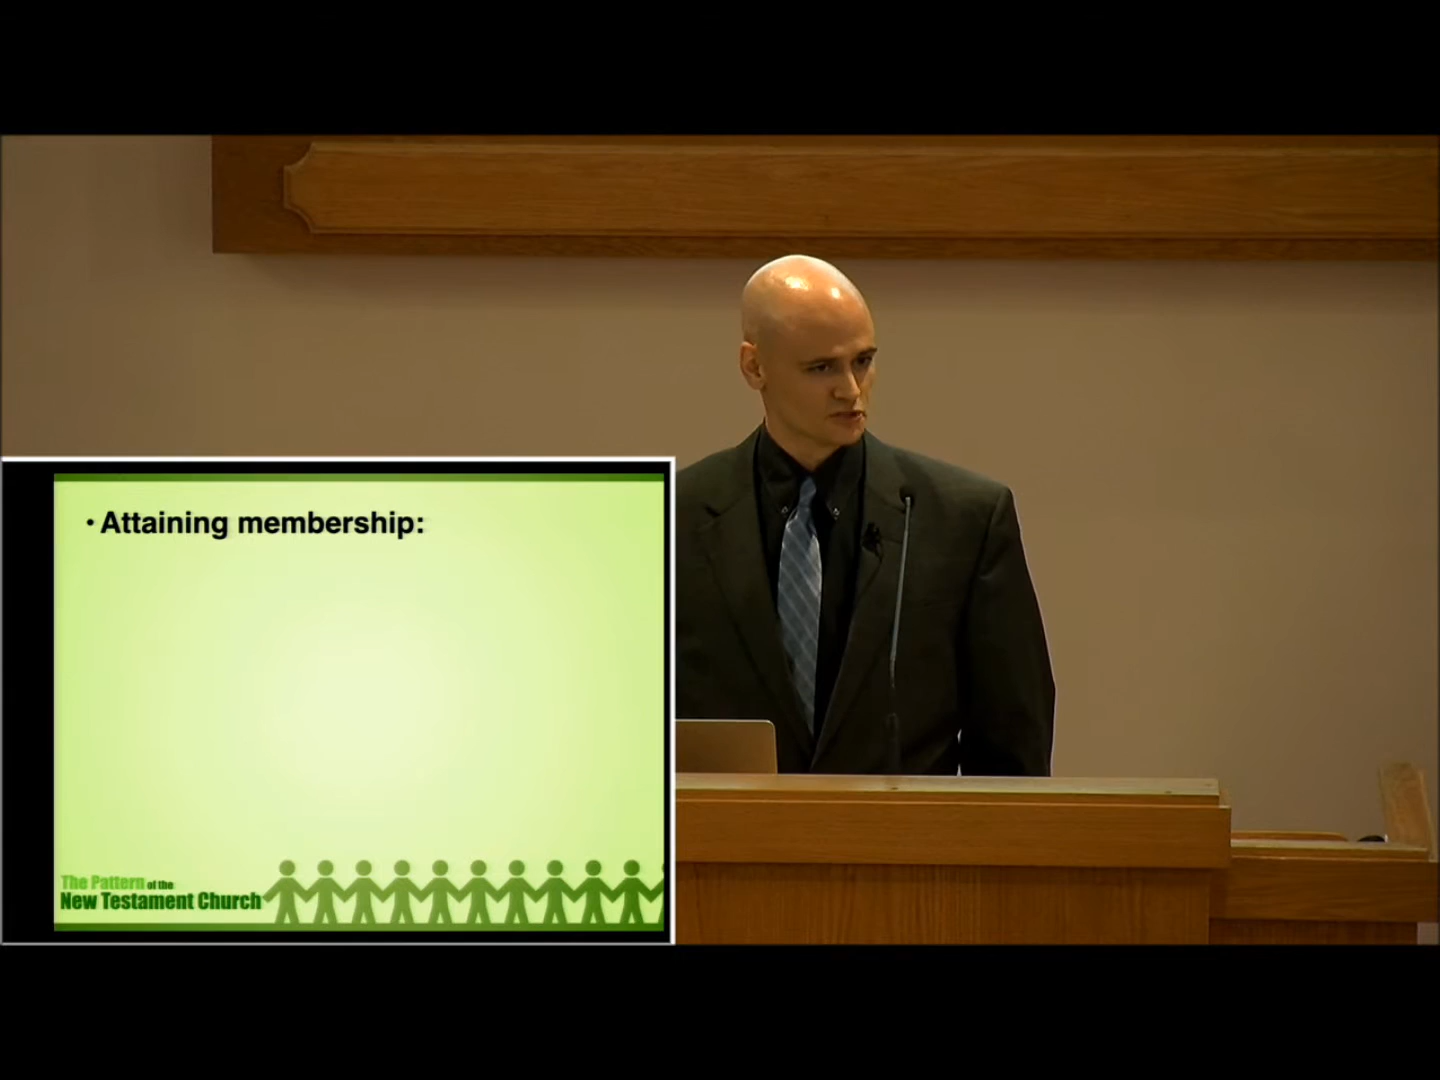 • Attaining membership:
The Pattern of the
New Testament Church